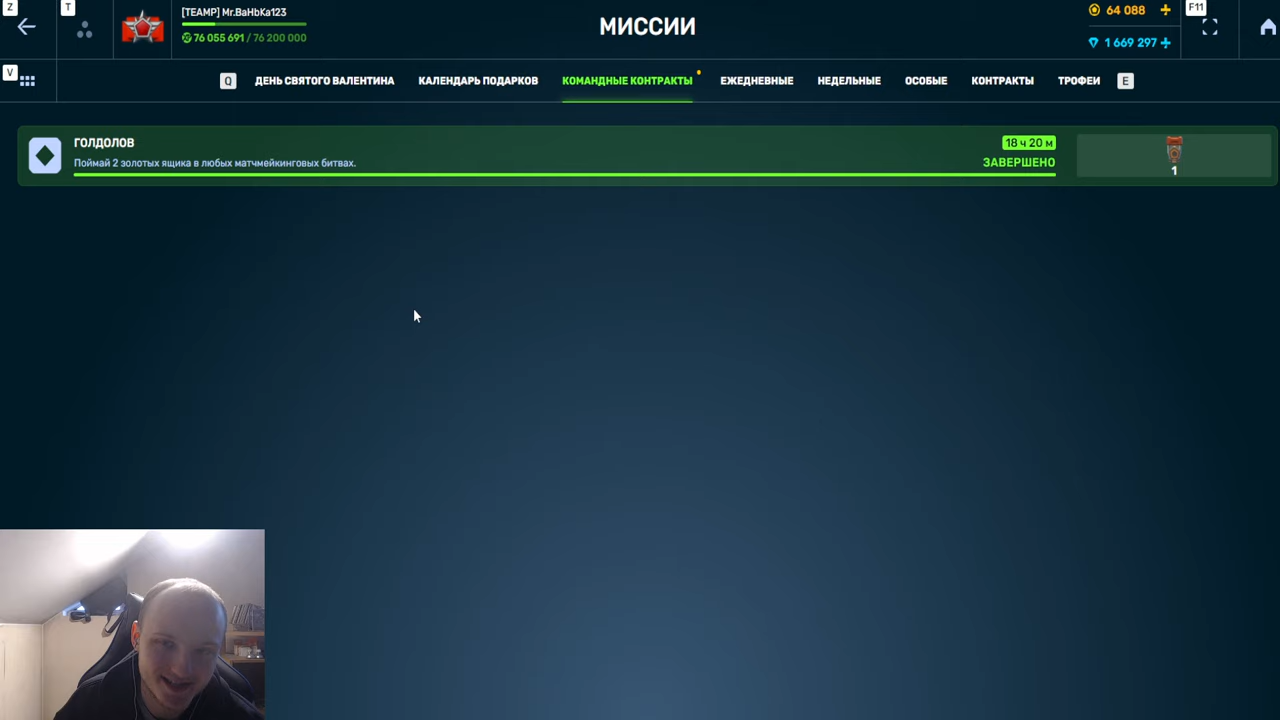 Z
T
[TEAMP] Mr.BaHbKa123
76 055 691 / 76 200 000
МИССИИ
64 088
F11
1 669 297
V
Q
ДЕНЬ СВЯТОГО ВАЛЕНТИНА
КАЛЕНДАРЬ ПОДАРКОВ
КОМАНДНЫЕ КОНТРАКТЫ
ЕЖЕДНЕВНЫЕ
НЕДЕЛЬНЫЕ
ОСОБЫЕ
КОНТРАКТЫ
ТРОФЕИ
E
ГОЛДОЛОВ
18 ч 20 м
Поймай 2 золотых ящика в любых матчмейкинговых битвах.
ЗАВЕРШЕНО
1